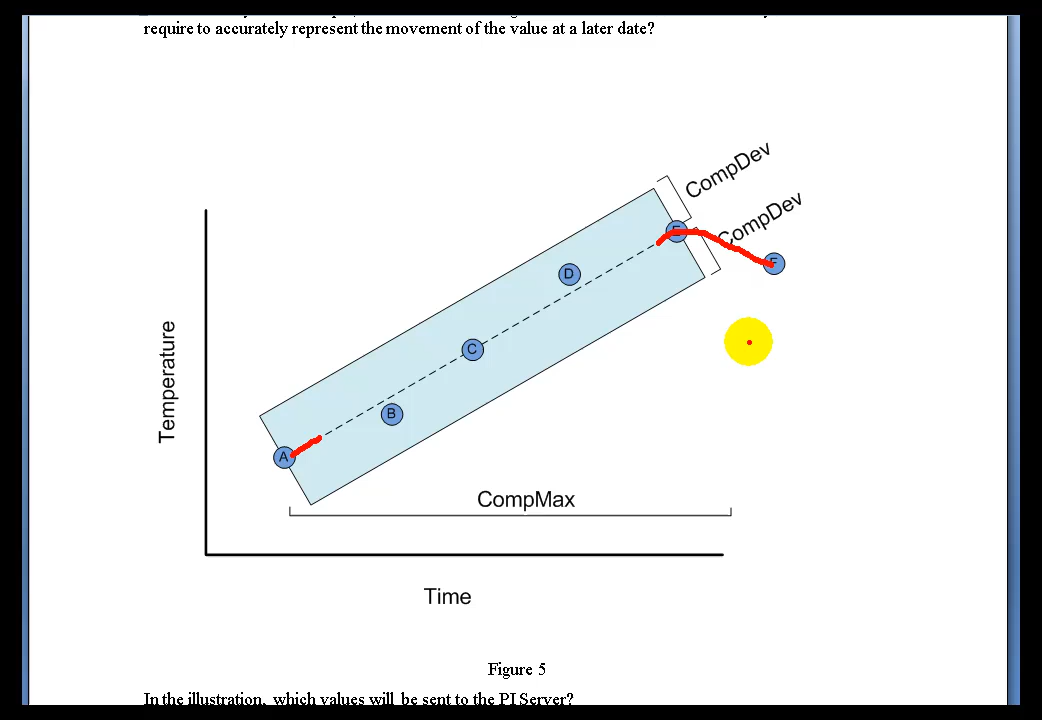 require to accurately represent the movement of the value at a later date?
CompDev
CompDev
E
F
D
C
B
A
Temperature
CompMax
Time
Figure 5
In the illustration, which values will be sent to the PI Server?